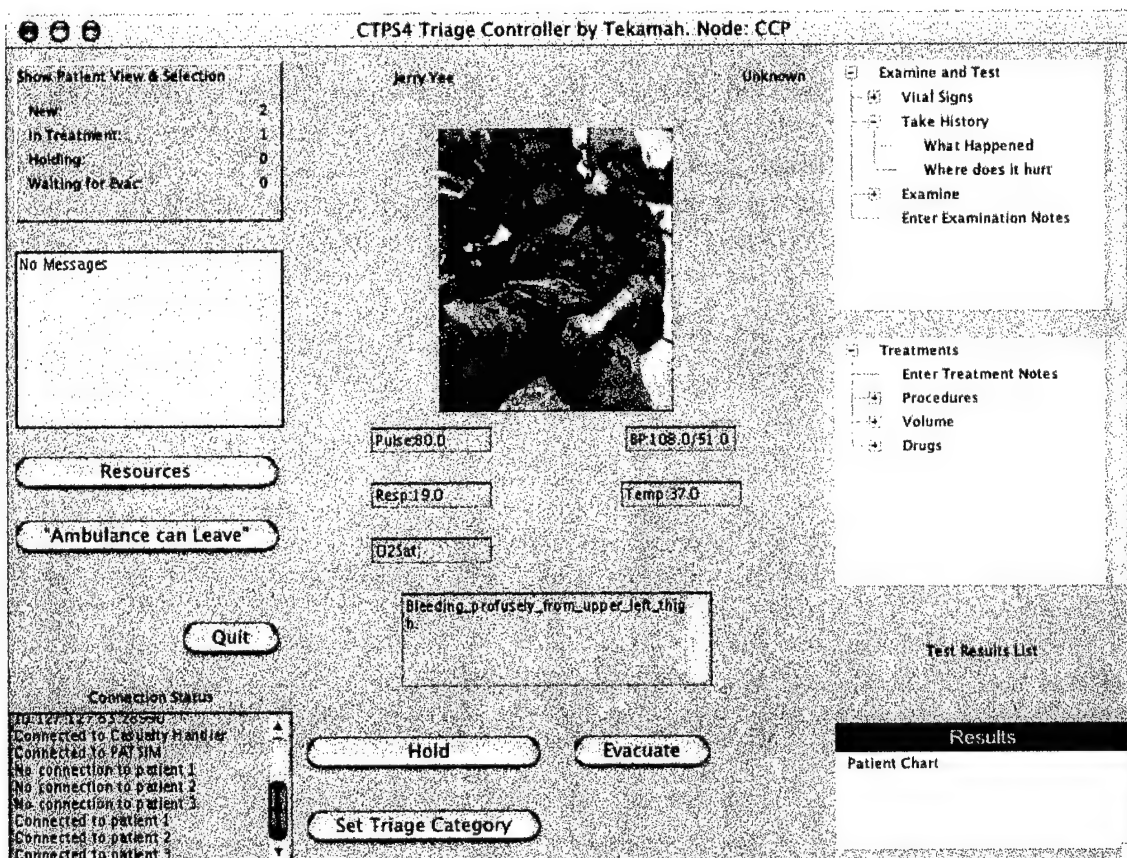 CTPS4 Triage Controller by Tekamah. Node: CCP
Show Patient View & Selection
New: 2
In Treatment: 1
Holding: 0
Waiting for Evac: 0
No Messages
Resources
"Ambulance can Leave"
Quit
Connection Status
Connected to Casualty Handler
Connected to PATSIM
No connection to patient 1
No connection to patient 2
No connection to patient 3
Connected to patient 1
Connected to patient 2
Connected to patient 3
Jerry Yee Unknown
Pulse:80.0 BP:108.0/51.0
Resp:19.0 Temp:37.0
O2Sat:
Bleeding_profusely_from_upper_left_thig
h.
Hold Evacuate
Set Triage Category
Examine and Test
Vital Signs
Take History
What Happened
Where does it hurt
Examine
Enter Examination Notes
Treatments
Enter Treatment Notes
Procedures
Volume
Drugs
Test Results List
Results
Patient Chart